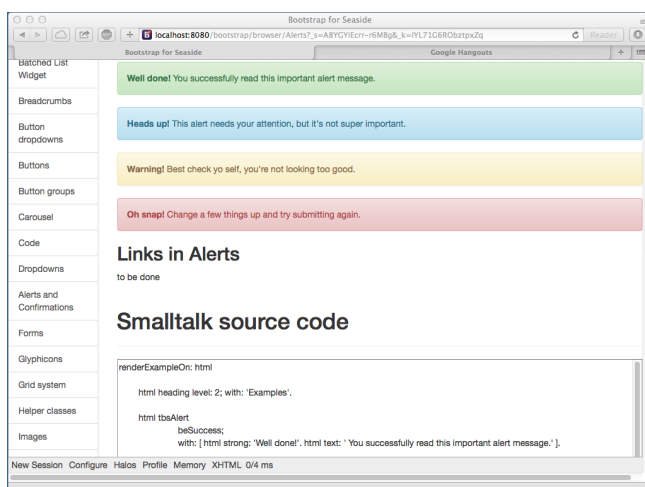 Bootstrap for Seaside
localhost:8080/bootstrap/browser/Alerts?_s=A8YGYiEcrr-r6MBg&_k=lYL71G6RObztpxZq
Reader
Bootstrap for Seaside
Google Hangouts
Batched List
Widget
Breadcrumbs
Button
dropdowns
Buttons
Button groups
Carousel
Code
Dropdowns
Alerts and
Confirmations
Forms
Glyphicons
Grid system
Helper classes
Images
Well done! You successfully read this important alert message.
Heads up! This alert needs your attention, but it's not super important.
Warning! Best check yo self, you're not looking too good.
Oh snap! Change a few things up and try submitting again.
Links in Alerts
to be done
Smalltalk source code
renderExampleOn: html
html heading level: 2; with: 'Examples'.
html tbsAlert
beSuccess;
with: [ html strong: 'Well done!'. html text: ' You successfully read this important alert message.' ].
New Session Configure Halos Profile Memory XHTML 0/4 ms